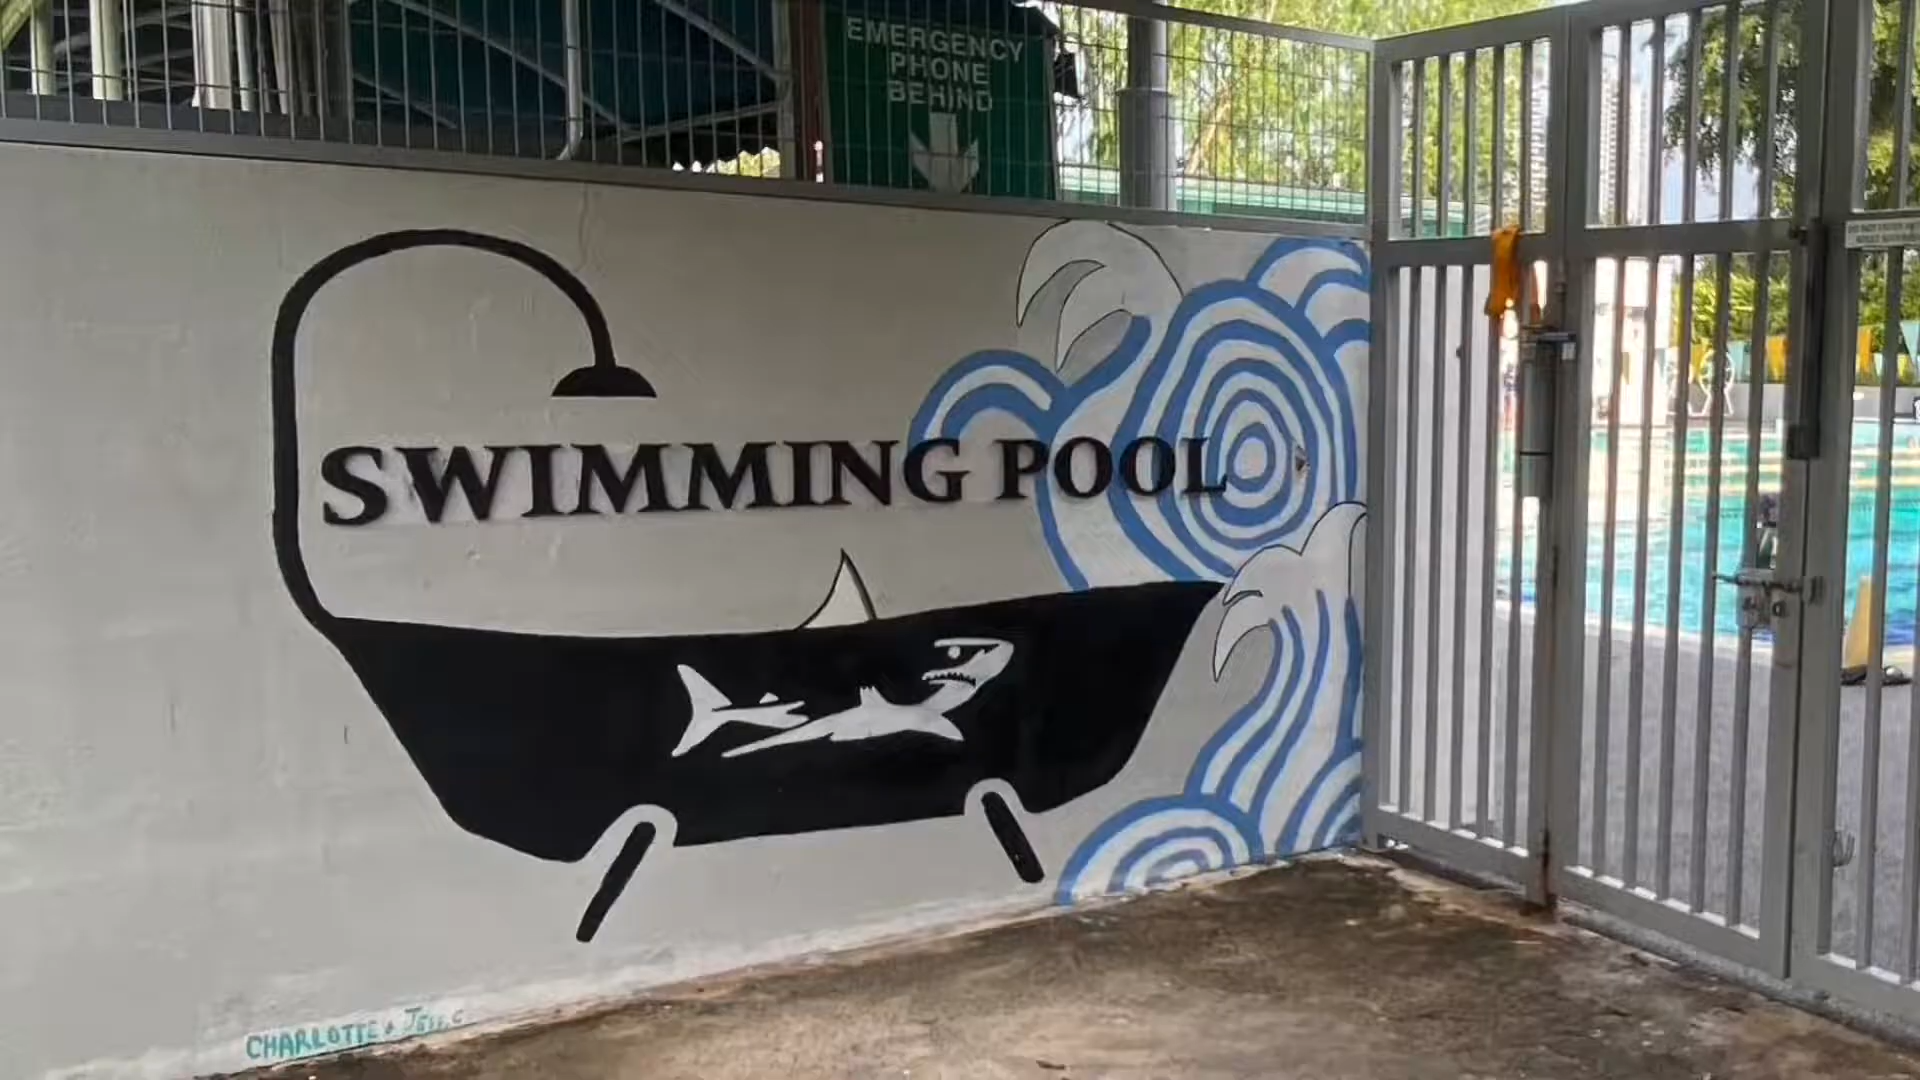 EMERGENCY
PHONE
BEHIND
SWIMMING POOL
CHARLOTTE &